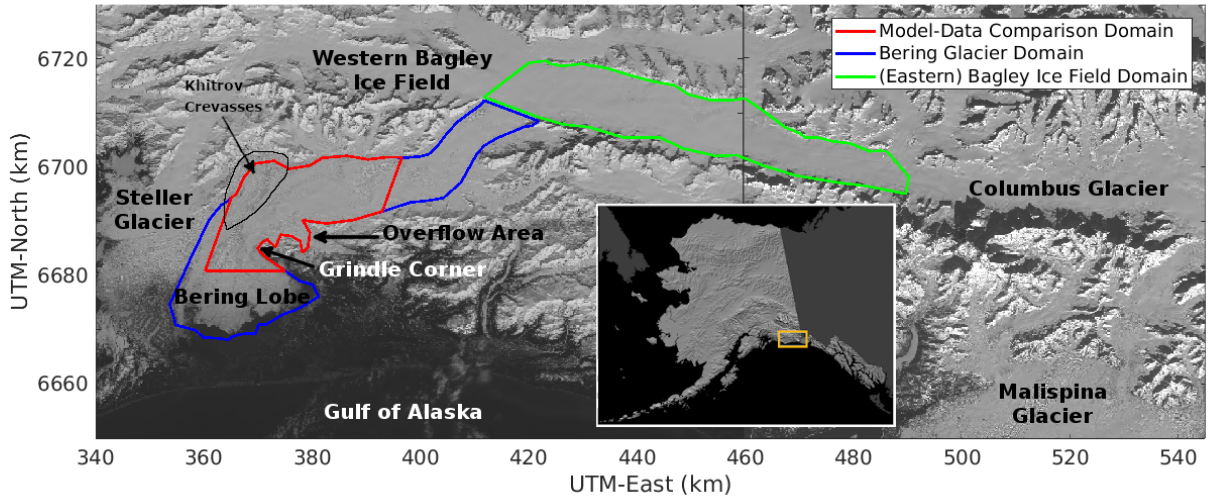 6720
6700
6680
6660
UTM-North (km)
Western Bagley
Ice Field
Khitrov
Crevasses
Steller
Glacier
Overflow Area
Grindle Corner
Bering Lobe
Gulf of Alaska
Columbus Glacier
Malispina
Glacier
Model-Data Comparison Domain
Bering Glacier Domain
(Eastern) Bagley Ice Field Domain
340 360 380 400 420 440 460 480 500 520 540
UTM-East (km)